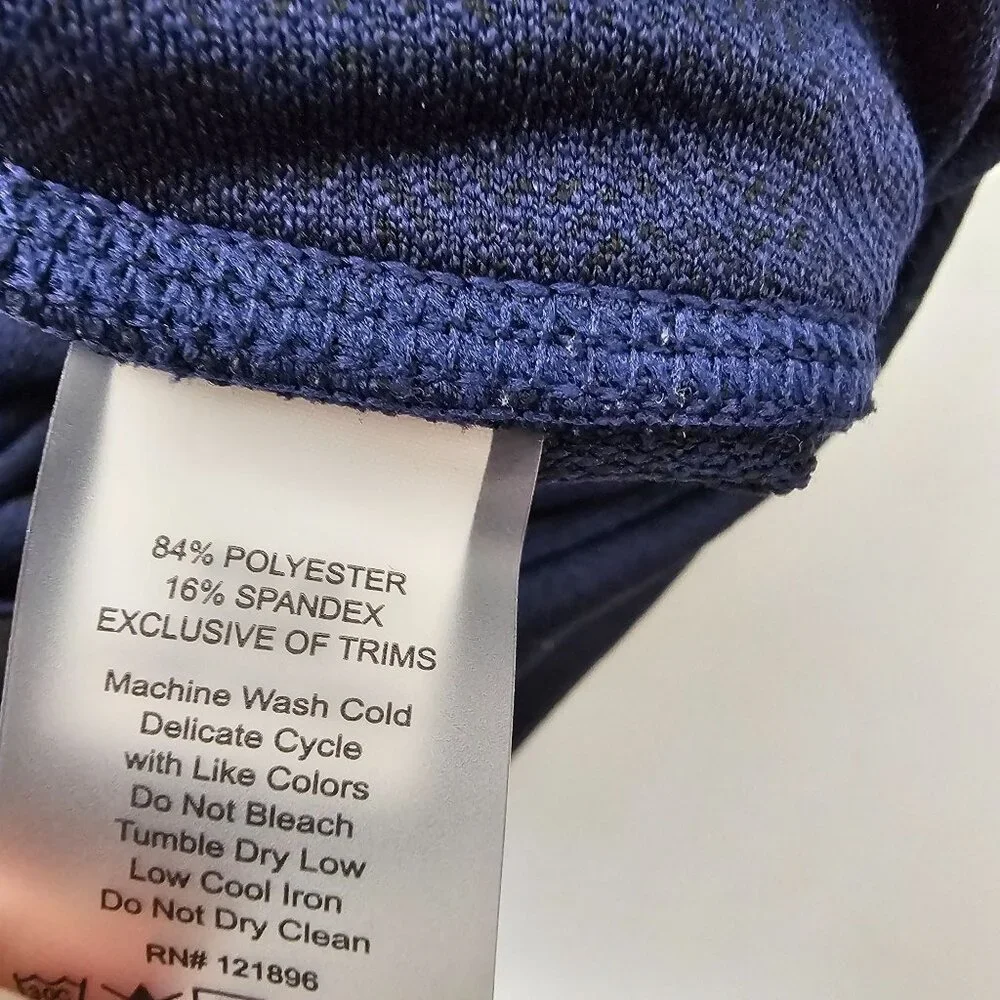 84% POLYESTER
16% SPANDEX
EXCLUSIVE OF TRIMS
Machine Wash Cold
Delicate Cycle
with Like Colors
Do Not Bleach
Tumble Dry Low
Low Cool Iron
Do Not Dry Clean
RN# 121896